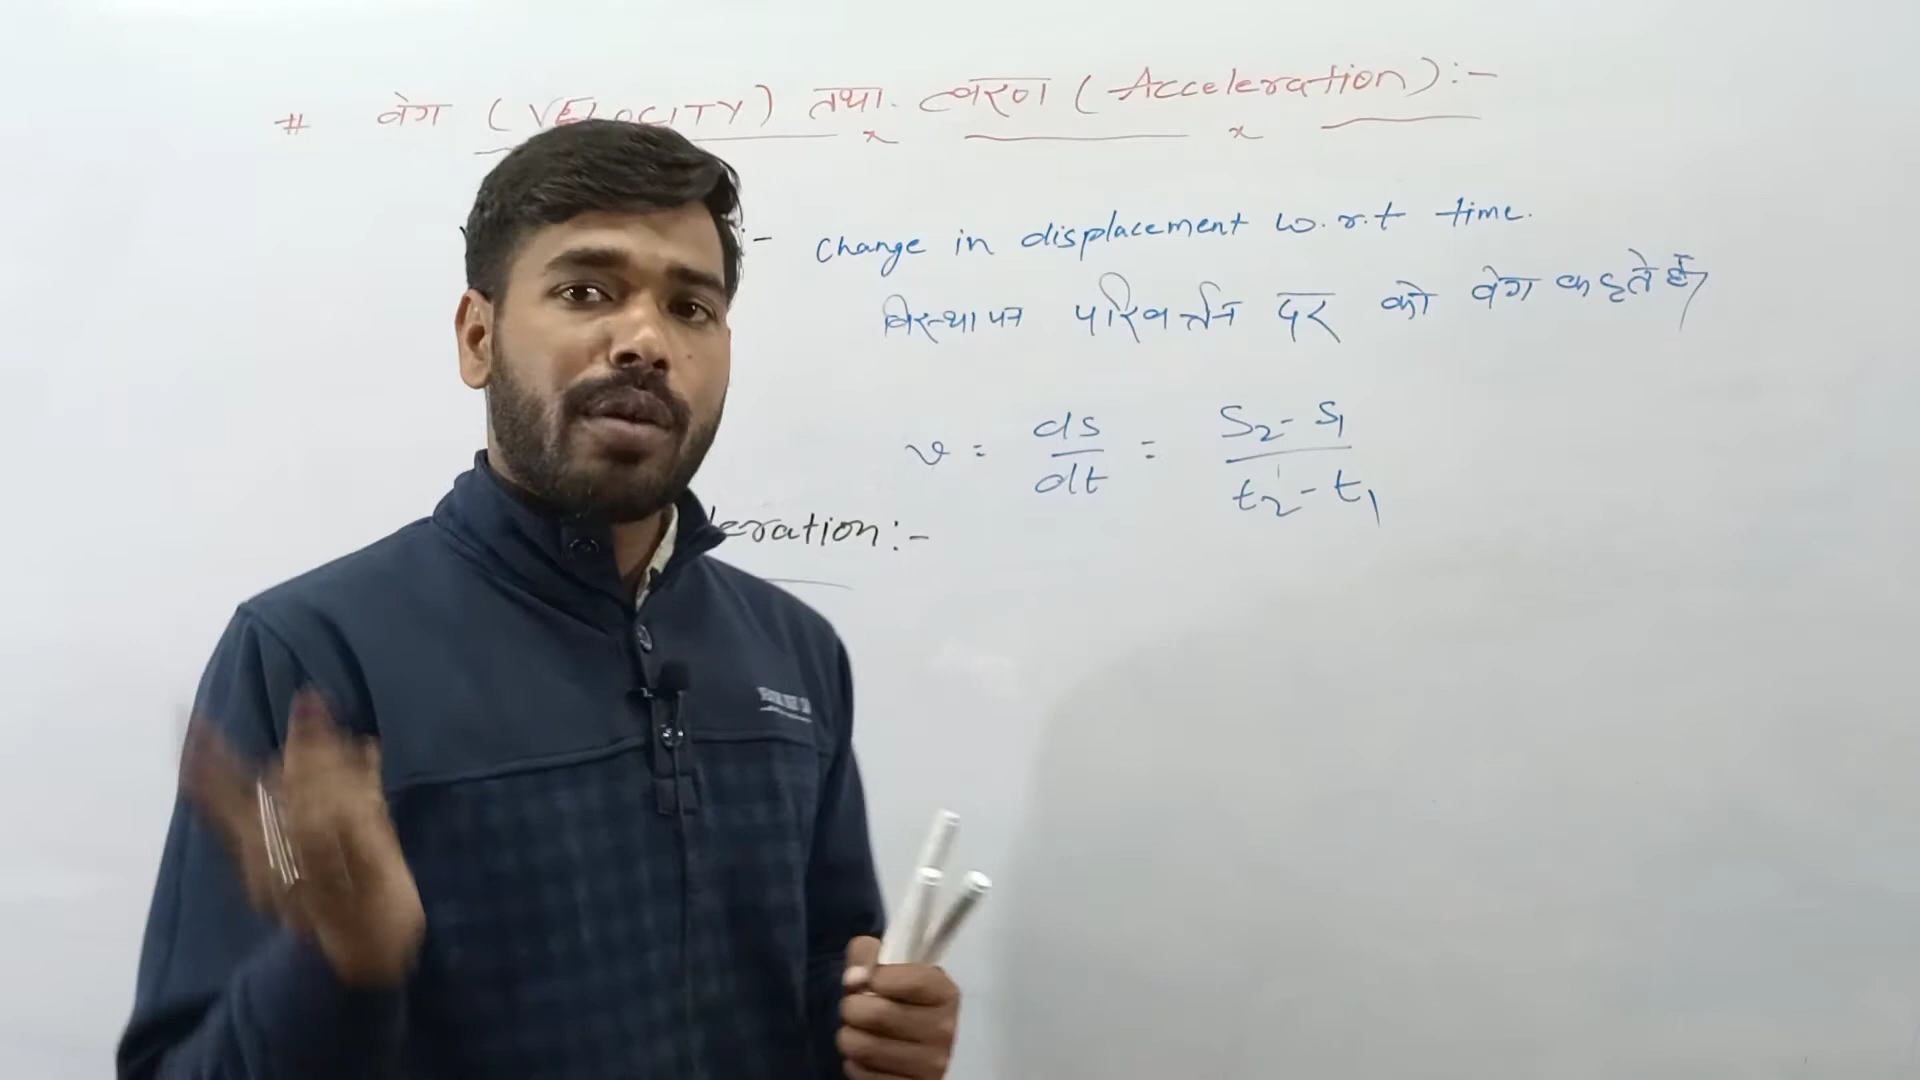 # वेग (VELOCITY) तथा त्वरण (Acceleration):-
:- Change in displacement w.r.t time.
विस्थापन परिवर्तन दर को वेग कहते हैं
v = ds/dt = S₂-S₁/t₂-t₁
leration:-